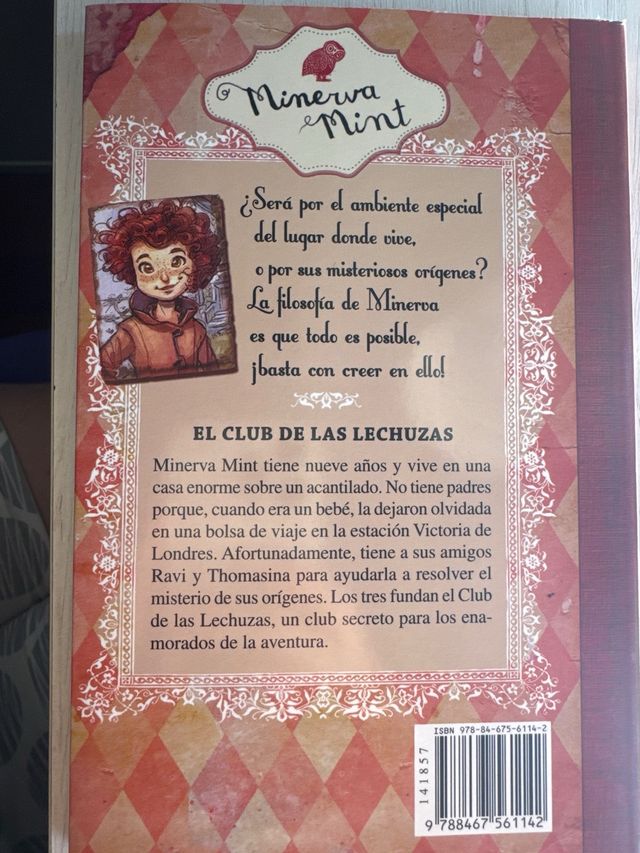 Minerva
Mint
¿Será por el ambiente especial
del lugar donde vive,
o por sus misteriosos orígenes?
La filosofía de Minerva
es que todo es posible,
¡basta con creer en ello!
EL CLUB DE LAS LECHUZAS
Minerva Mint tiene nueve años y vive en una
casa enorme sobre un acantilado. No tiene padres
porque, cuando era un bebé, la dejaron olvidada
en una bolsa de viaje en la estación Victoria de
Londres. Afortunadamente, tiene a sus amigos
Ravi y Thomasina para ayudarla a resolver el
misterio de sus orígenes. Los tres fundan el Club
de las Lechuzas, un club secreto para los ena-
morados de la aventura.
ISBN 978-84-675-6114-2
141857
9 788467 561142